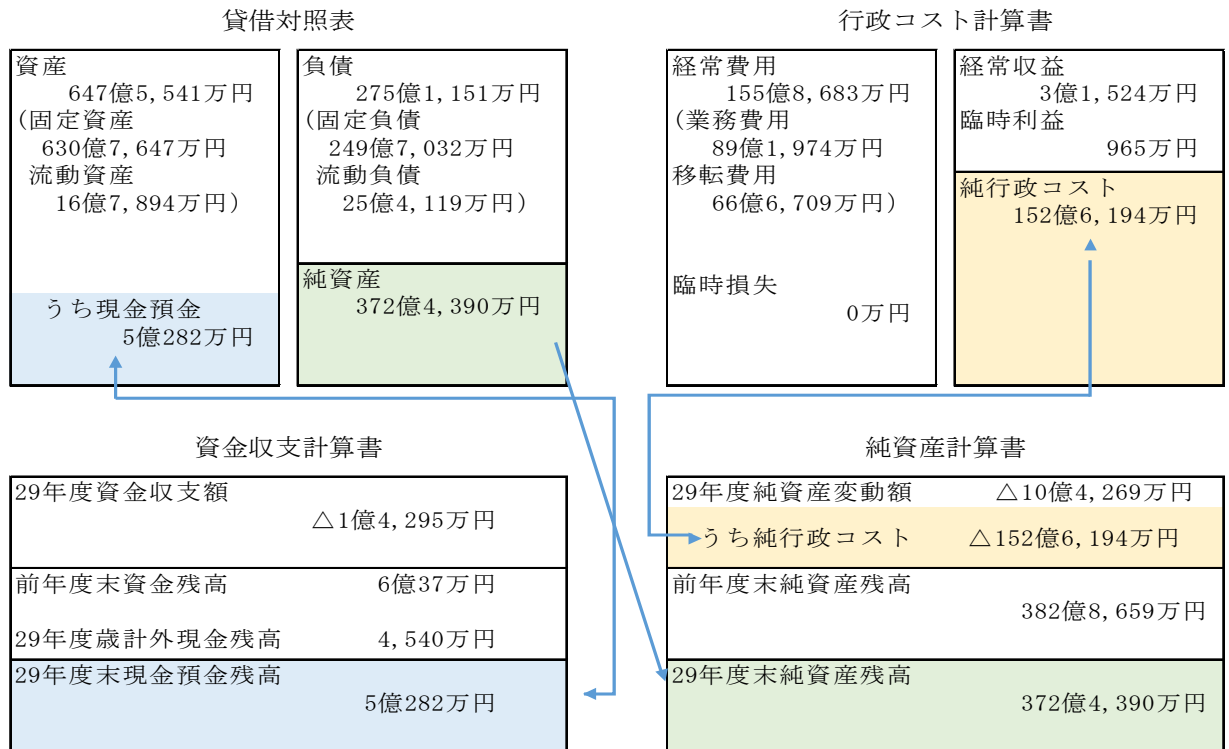 貸借対照表
資産
647億5,541万円
(固定資産
630億7,647万円
流動資産
16億7,894万円)
うち現金預金
5億282万円
負債
275億1,151万円
(固定負債
249億7,032万円
流動負債
25億4,119万円)
純資産
372億4,390万円
行政コスト計算書
経常費用
155億8,683万円
(業務費用
89億1,974万円
移転費用
66億6,709万円)
臨時損失
0万円
経常収益
3億1,524万円
臨時利益
965万円
純行政コスト
152億6,194万円
資金収支計算書
29年度資金収支額
△1億4,295万円
前年度末資金残高 6億37万円
29年度歳計外現金残高 4,540万円
29年度末現金預金残高
5億282万円
純資産計算書
29年度純資産変動額 △10億4,269万円
うち純行政コスト △152億6,194万円
前年度末純資産残高
382億8,659万円
29年度末純資産残高
372億4,390万円